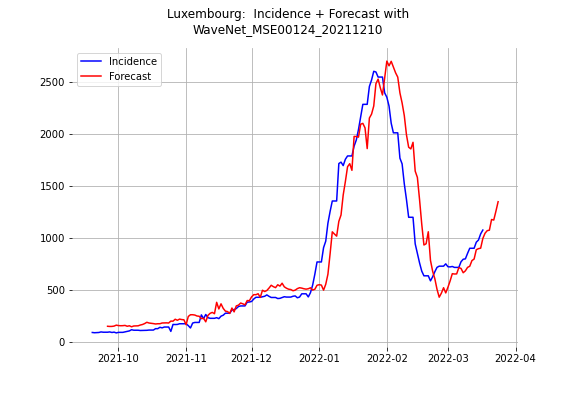 Luxembourg:  Incidence + Forecast with
WaveNet_MSE00124_20211210
Incidence
Forecast
2500
2000
1500
1000
500
0
2021-10 2021-11 2021-12 2022-01 2022-02 2022-03 2022-04